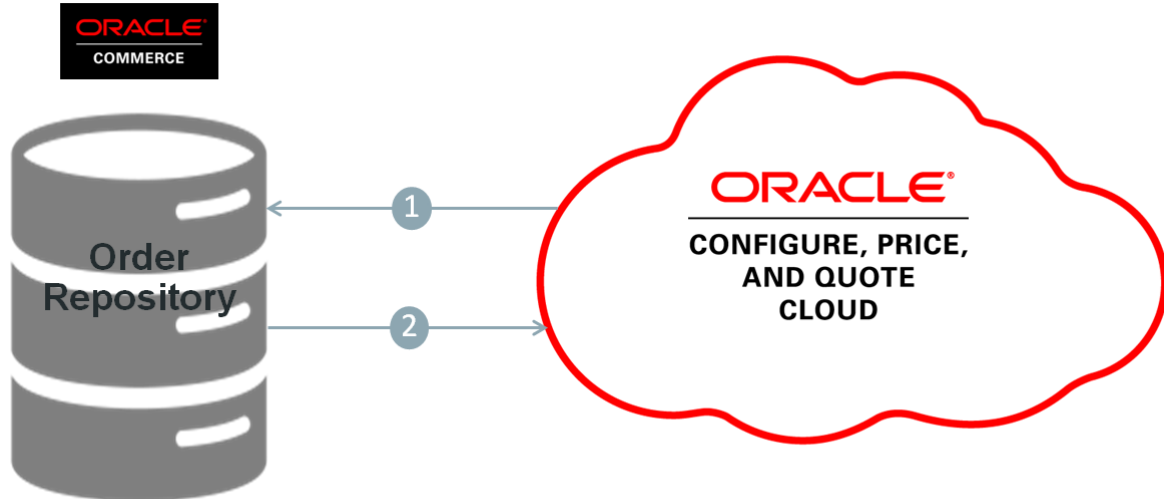 ORACLE®
COMMERCE
Order
Repository
1
2
ORACLE®
CONFIGURE, PRICE,
AND QUOTE
CLOUD